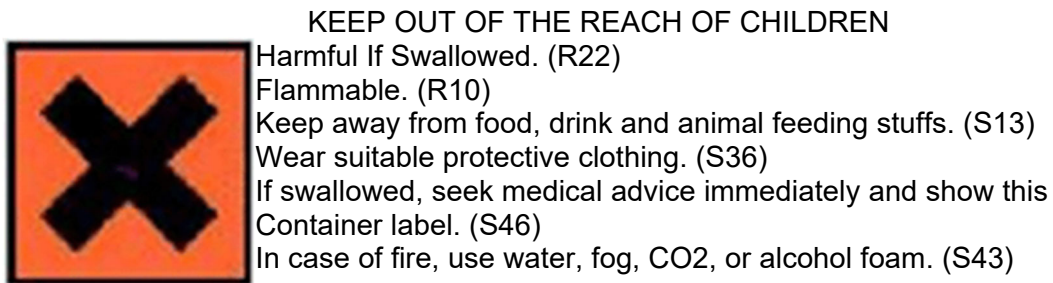 KEEP OUT OF THE REACH OF CHILDREN
Harmful If Swallowed. (R22)
Flammable. (R10)
Keep away from food, drink and animal feeding stuffs. (S13)
Wear suitable protective clothing. (S36)
If swallowed, seek medical advice immediately and show this
Container label. (S46)
In case of fire, use water, fog, CO2, or alcohol foam. (S43)